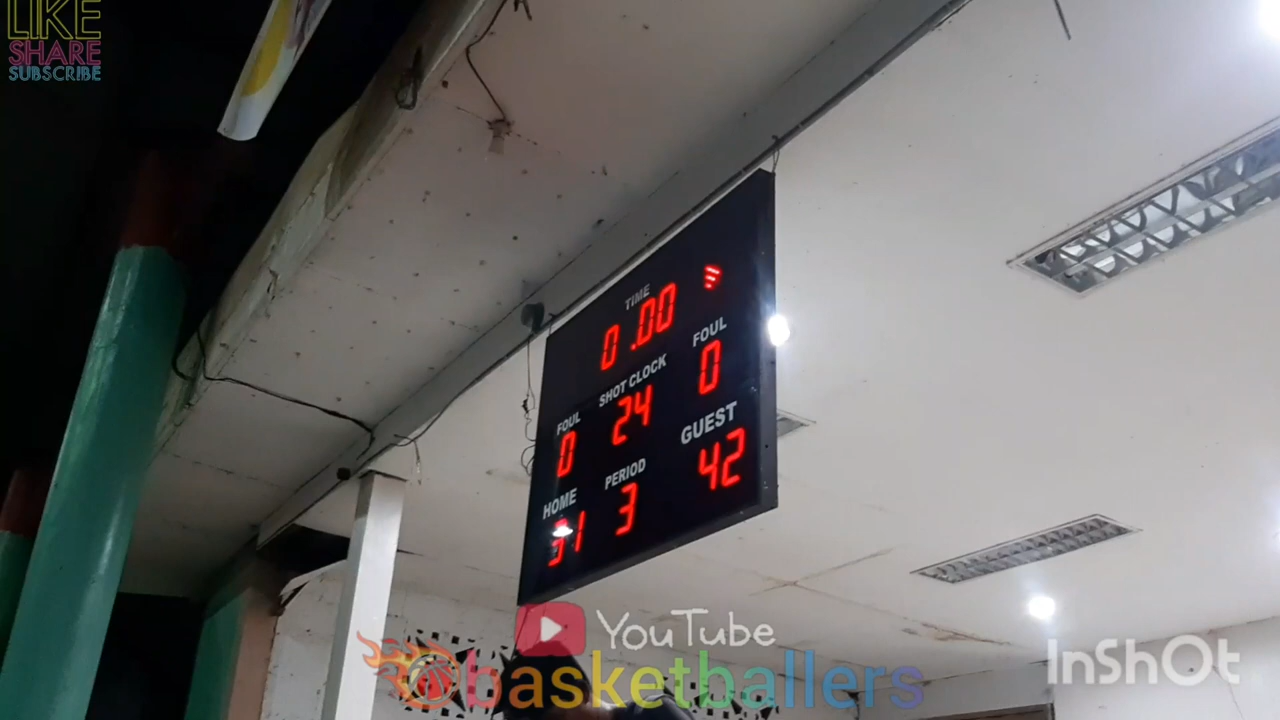 LIKE
SHARE
SUBSCRIBE
TIME
0.00
SHOT CLOCK
24
FOUL
0
FOUL
0
HOME
31
PERIOD
3
GUEST
42
YouTube
@basketballers
InShOt